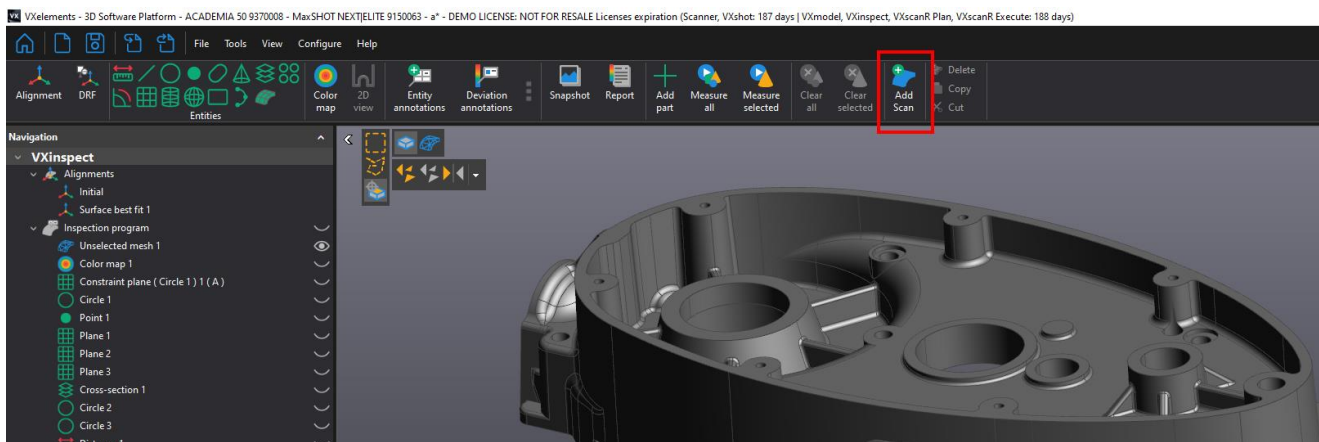 VXelements - 3D Software Platform - ACADEMIA 50 9370008 - MaxSHOT NEXT|ELITE 9150063 - a* - DEMO LICENSE: NOT FOR RESALE Licenses expiration (Scanner, VXshot: 187 days | VXmodel, VXinspect, VXscanR Plan, VXscanR Execute: 188 days)
File Tools View Configure Help
Alignment
DRF
Entities
Color map
2D view
Entity annotations
Deviation annotations
Snapshot
Report
Add part
Measure all
Measure selected
Clear all
Clear selected
Add Scan
Delete
Copy
Cut
Navigation
VXinspect
Alignments
Initial
Surface best fit 1
Inspection program
Unselected mesh 1
Color map 1
Constraint plane ( Circle 1 ) 1 ( A )
Circle 1
Point 1
Plane 1
Plane 2
Plane 3
Cross-section 1
Circle 2
Circle 3